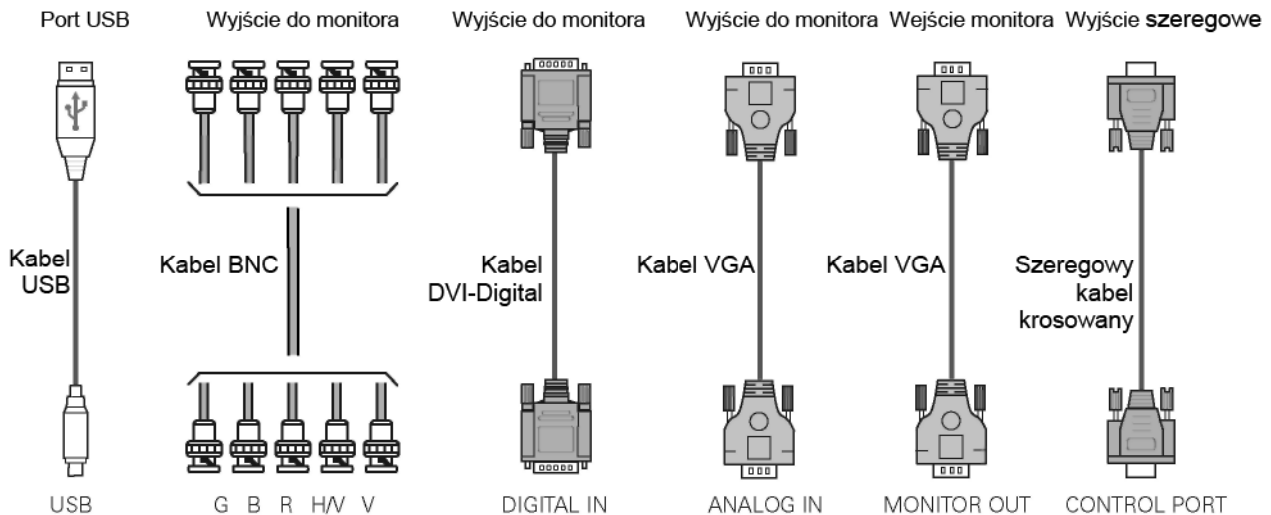 Port USB
Wyjście do monitora
Wyjście do monitora
Wyjście do monitora
Wejście monitora
Wyjście szeregowe
Kabel
USB
Kabel BNC
Kabel
DVI-Digital
Kabel VGA
Kabel VGA
Szeregowy
kabel
krosowany
USB
G B R H/V V
DIGITAL IN
ANALOG IN
MONITOR OUT
CONTROL PORT